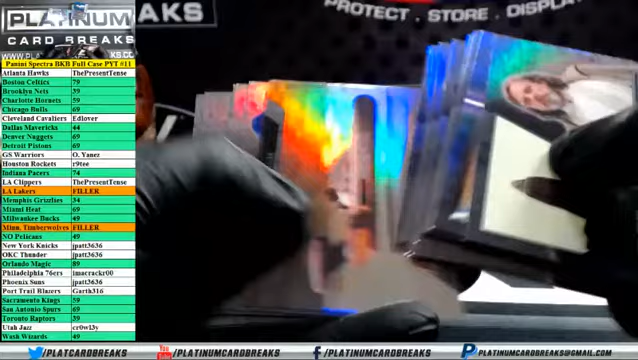 PLATINUM
CARD BREAKS
PLATINUM
BREAKS
PROTECT . STORE . DISPLA
Panini Spectra BKB Full Case PYT #11
Atlanta Hawks ThePresentTense
Boston Celtics 79
Brooklyn Nets 39
Charlotte Hornets 59
Chicago Bulls 69
Cleveland Cavaliers Edlover
Dallas Mavericks 44
Denver Nuggets 69
Detroit Pistons 69
GS Warriors O. Yanez
Houston Rockets r9tee
Indiana Pacers 74
LA Clippers ThePresentTense
LA Lakers FILLER
Memphis Grizzlies 34
Miami Heat 69
Milwaukee Bucks 49
Minn. Timberwolves FILLER
NO Pelicans 49
New York Knicks jpatt3636
OKC Thunder jpatt3636
Orlando Magic 89
Philadelphia 76ers imacrackr00
Phoenix Suns jpatt3636
Port Trail Blazers Garth316
Sacramento Kings 59
San Antonio Spurs 69
Toronto Raptors 39
Utah Jazz cr0w13y
Wash Wizards 49
/PLATCARDBREAKS
/PLATINUMCARDBREAKS
/PLATINUMCARDBREAKS
PLATINUMCARDBREAKS@GMAIL.COM